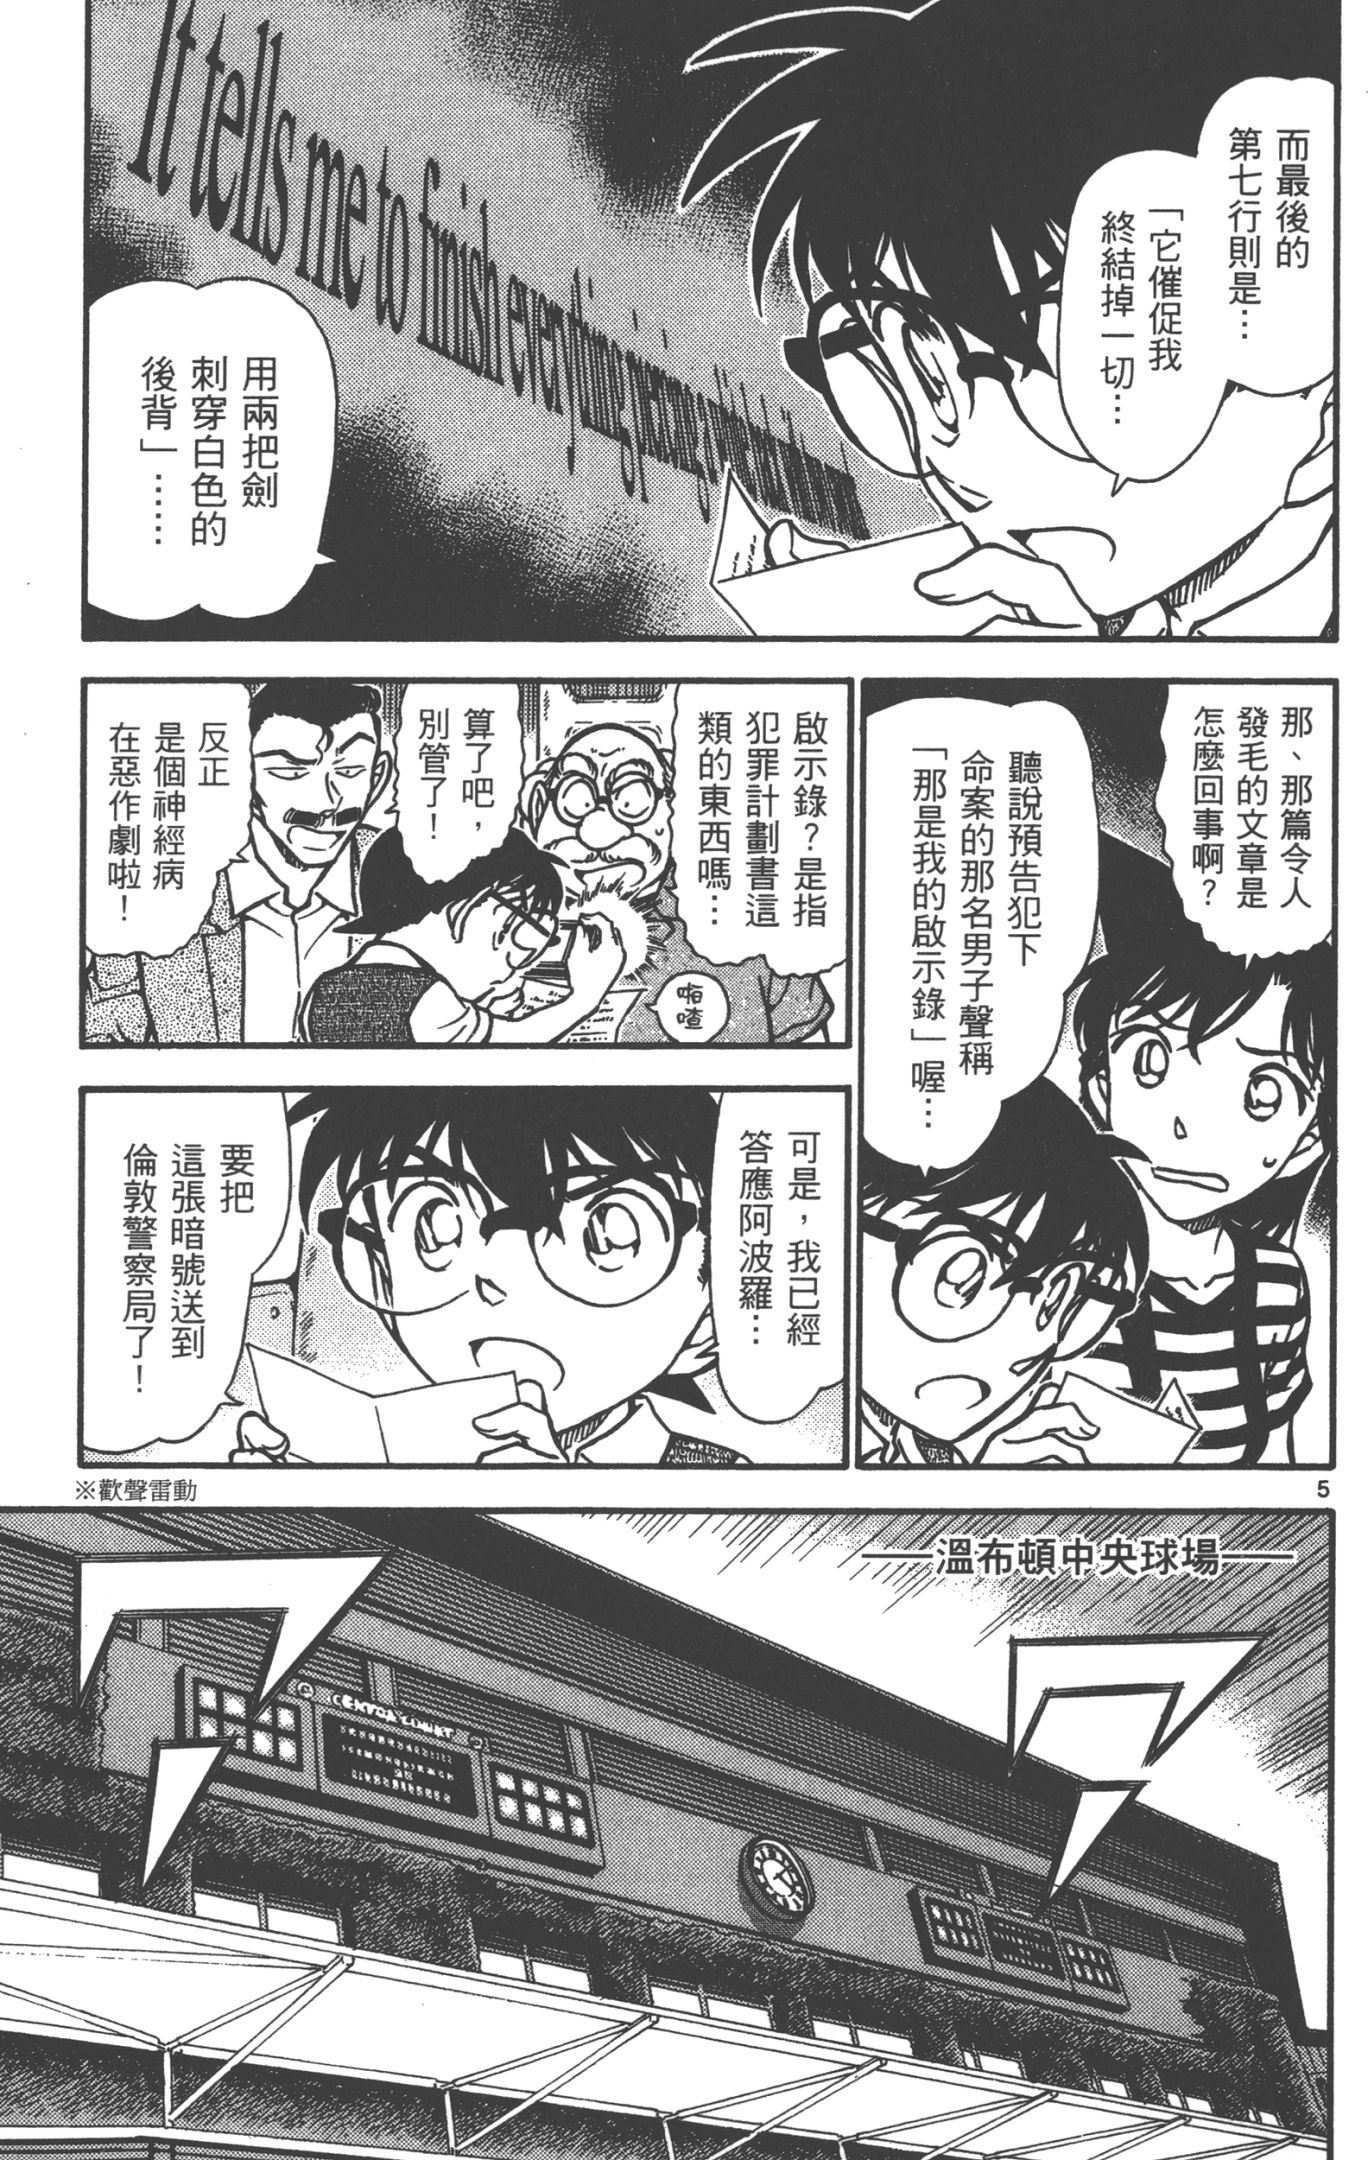 而最後的
第七行則是…
「它催促我
終結掉一切…
It tells me to finish everything, piercing
用兩把劍
刺穿白色的
後背」……
那、那篇令人
發毛的文章是
怎麼回事啊？
聽說預告犯下
命案的那名男子聲稱
「那是我的啟示錄」喔…
啟示錄？是指
犯罪計劃書這
類的東西嗎…
啪
喳
算了吧，
別管了！
反正
是個神經病
在惡作劇啦！
可是，我已經
答應阿波羅…
要把
這張暗號送到
倫敦警察局了！
※歡聲雷動
5
──溫布頓中央球場──
ワ
ワ
CENTRE COURT